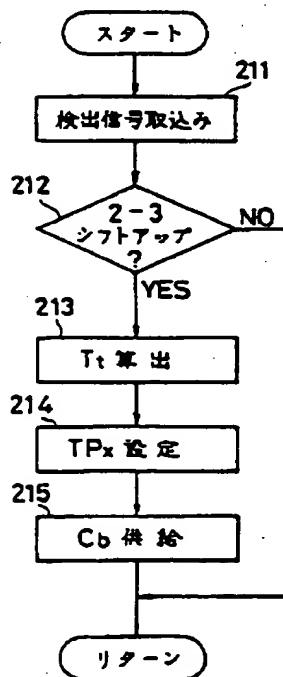 スタート
211
検出信号取込み
212
2-3
シフトアップ
?
NO
YES
213
Tt 算出
214
TPx 設定
215
Cb 供給
リターン